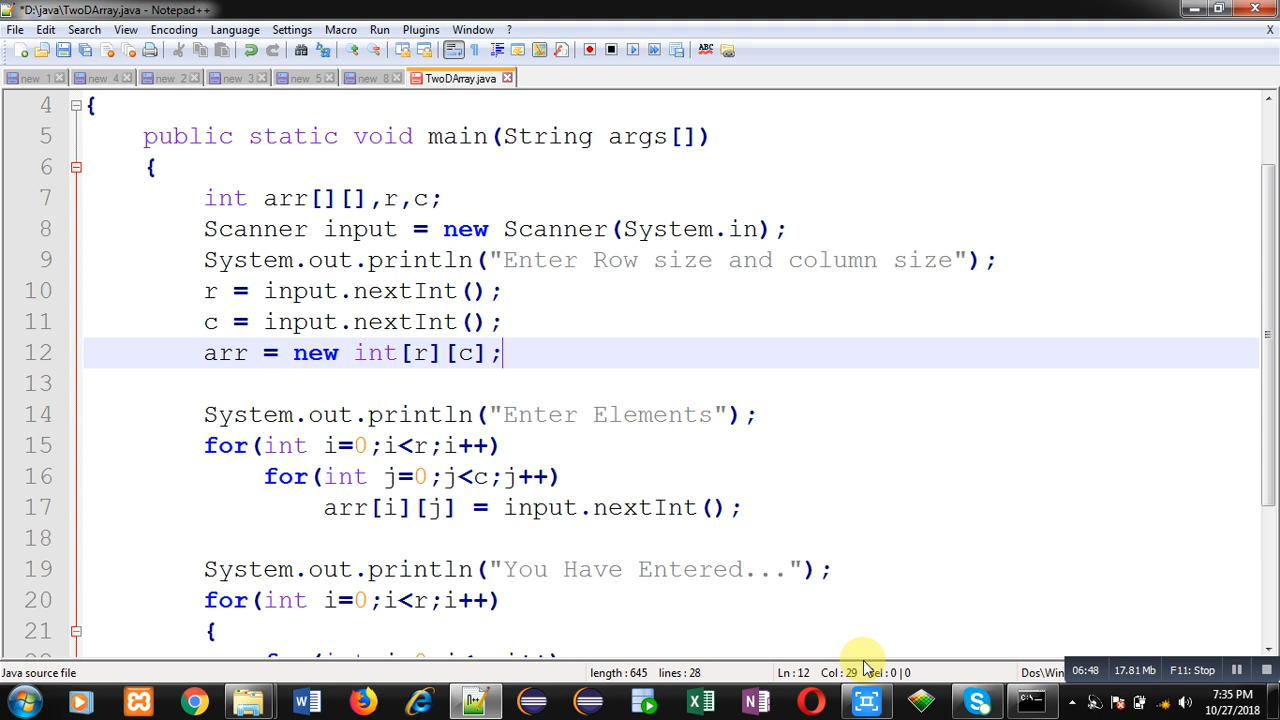 *D:\java\TwoDArray.java - Notepad++
File Edit Search View Encoding Language Settings Macro Run Plugins Window ? X
new 1 new 4 new 2 new 3 new 5 new 8 TwoDArray.java
4 {
5 public static void main(String args[])
6 {
7 int arr[][],r,c;
8 Scanner input = new Scanner(System.in);
9 System.out.println("Enter Row size and column size");
10 r = input.nextInt();
11 c = input.nextInt();
12 arr = new int[r][c];
13
14 System.out.println("Enter Elements");
15 for(int i=0;i<r;i++)
16 for(int j=0;j<c;j++)
17 arr[i][j] = input.nextInt();
18
19 System.out.println("You Have Entered...");
20 for(int i=0;i<r;i++)
21 {
Java source file length : 645 lines : 28 Ln : 12 Col : 29 Sel : 0 | 0 Dos\Win 06:48 17.81 Mb F11: Stop
7:35 PM
10/27/2018